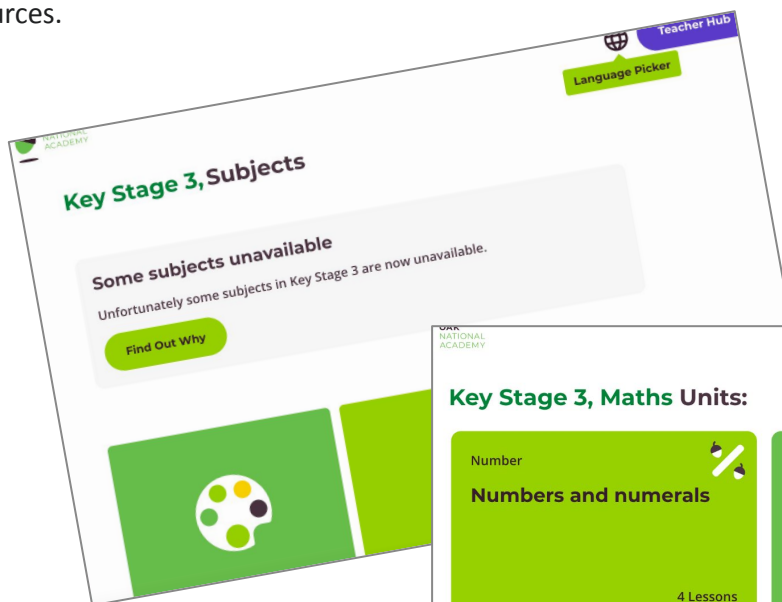 urces.
Teacher Hub
Language Picker
NATIONAL
ACADEMY
Key Stage 3, Subjects
Some subjects unavailable
Unfortunately some subjects in Key Stage 3 are now unavailable.
Find Out Why
OAK
NATIONAL
ACADEMY
Key Stage 3, Maths Units:
Number
Numbers and numerals
4 Lessons